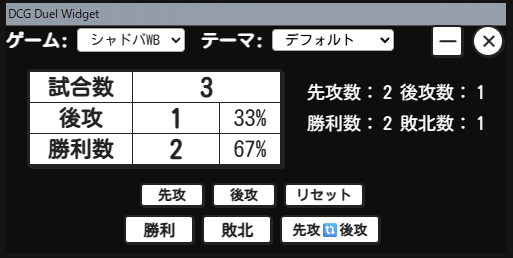 DCG Duel Widget
ゲーム: シャドバWB テーマ: デフォルト
試合数 3
先攻数： 2 後攻数： 1
後攻 1 33%
勝利数： 2 敗北数： 1
勝利数 2 67%
先攻 後攻 リセット
勝利 敗北 先攻🔃後攻